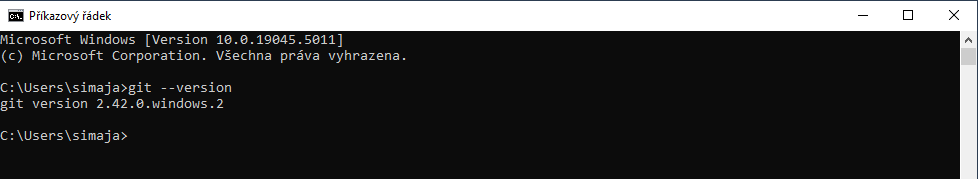 Příkazový řádek
Microsoft Windows [Version 10.0.19045.5011]
(c) Microsoft Corporation. Všechna práva vyhrazena.
C:\Users\simaja>git --version
git version 2.42.0.windows.2
C:\Users\simaja>